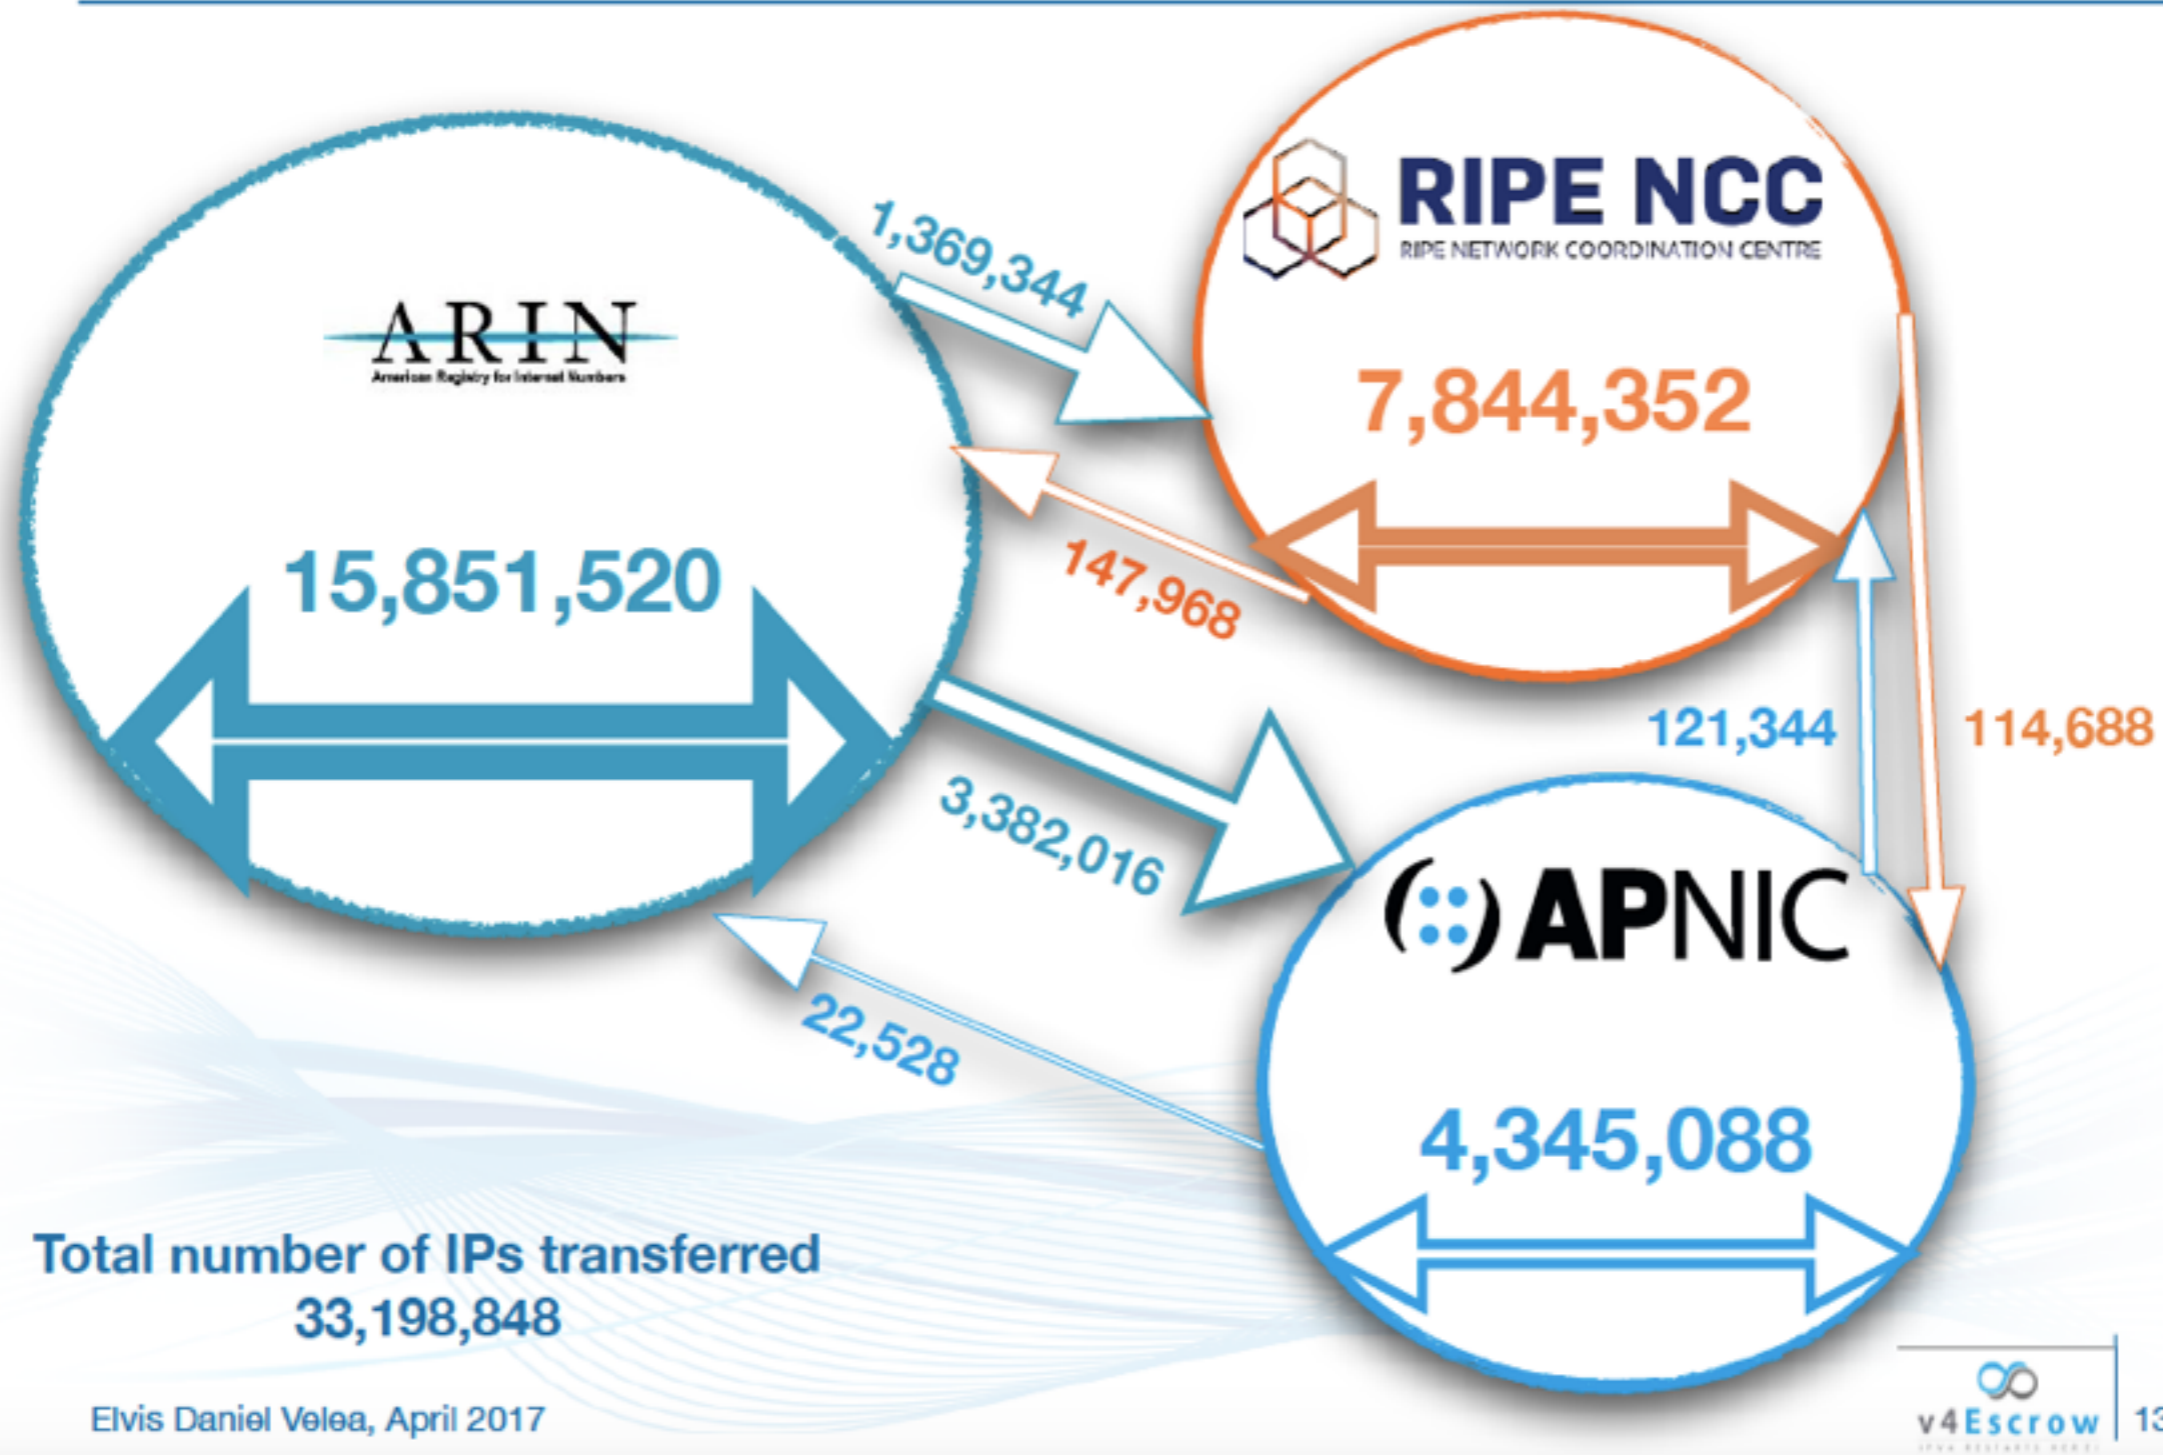 RIPE NCC
RIPE NETWORK COORDINATION CENTRE
1,369,344
ARIN
American Registry for Internet Numbers
7,844,352
15,851,520
147,968
121,344
114,688
3,382,016
APNIC
22,528
4,345,088
Total number of IPs transferred
33,198,848
Elvis Daniel Velea, April 2017
v4Escrow
13